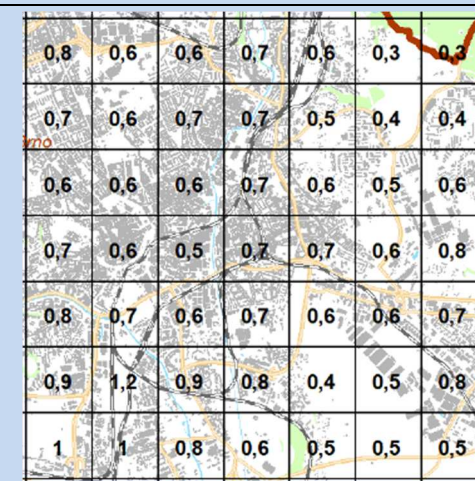 0,8 0,6 0,6 0,7 0,6 0,3 0,3
0,7 0,6 0,7 0,7 0,5 0,4 0,4
rno
0,6 0,6 0,6 0,7 0,6 0,5 0,6
0,7 0,6 0,5 0,7 0,7 0,6 0,8
0,8 0,7 0,6 0,7 0,6 0,6 0,7
0,9 1,2 0,9 0,8 0,4 0,5 0,8
1 1 0,8 0,6 0,5 0,5 0,5